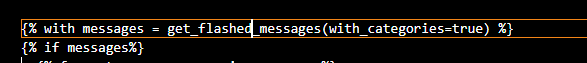 {% with messages = get_flashed_messages(with_categories=true) %}
{% if messages%}